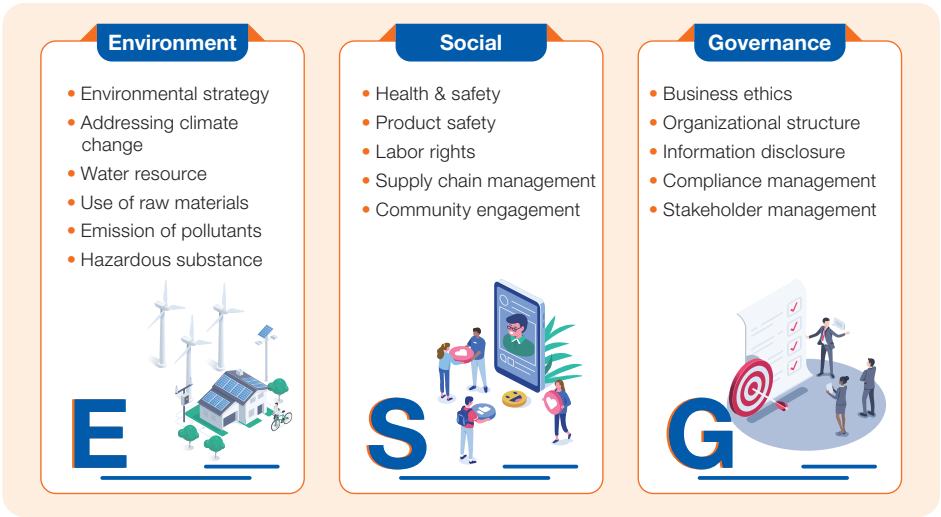 Environment
• Environmental strategy
• Addressing climate
change
• Water resource
• Use of raw materials
• Emission of pollutants
• Hazardous substance
E
Social
• Health & safety
• Product safety
• Labor rights
• Supply chain management
• Community engagement
S
Governance
• Business ethics
• Organizational structure
• Information disclosure
• Compliance management
• Stakeholder management
G